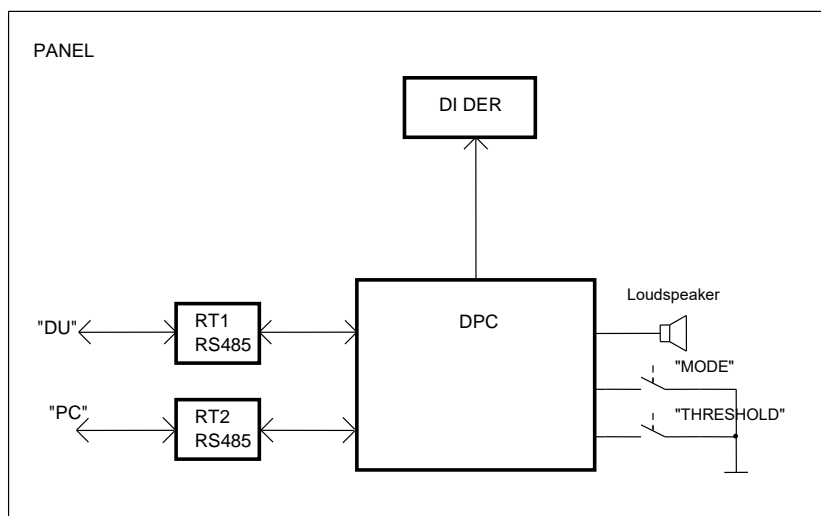 PANEL
DI DER
Loudspeaker
"DU"
RT1
RS485
DPC
"MODE"
"PC"
RT2
RS485
"THRESHOLD"